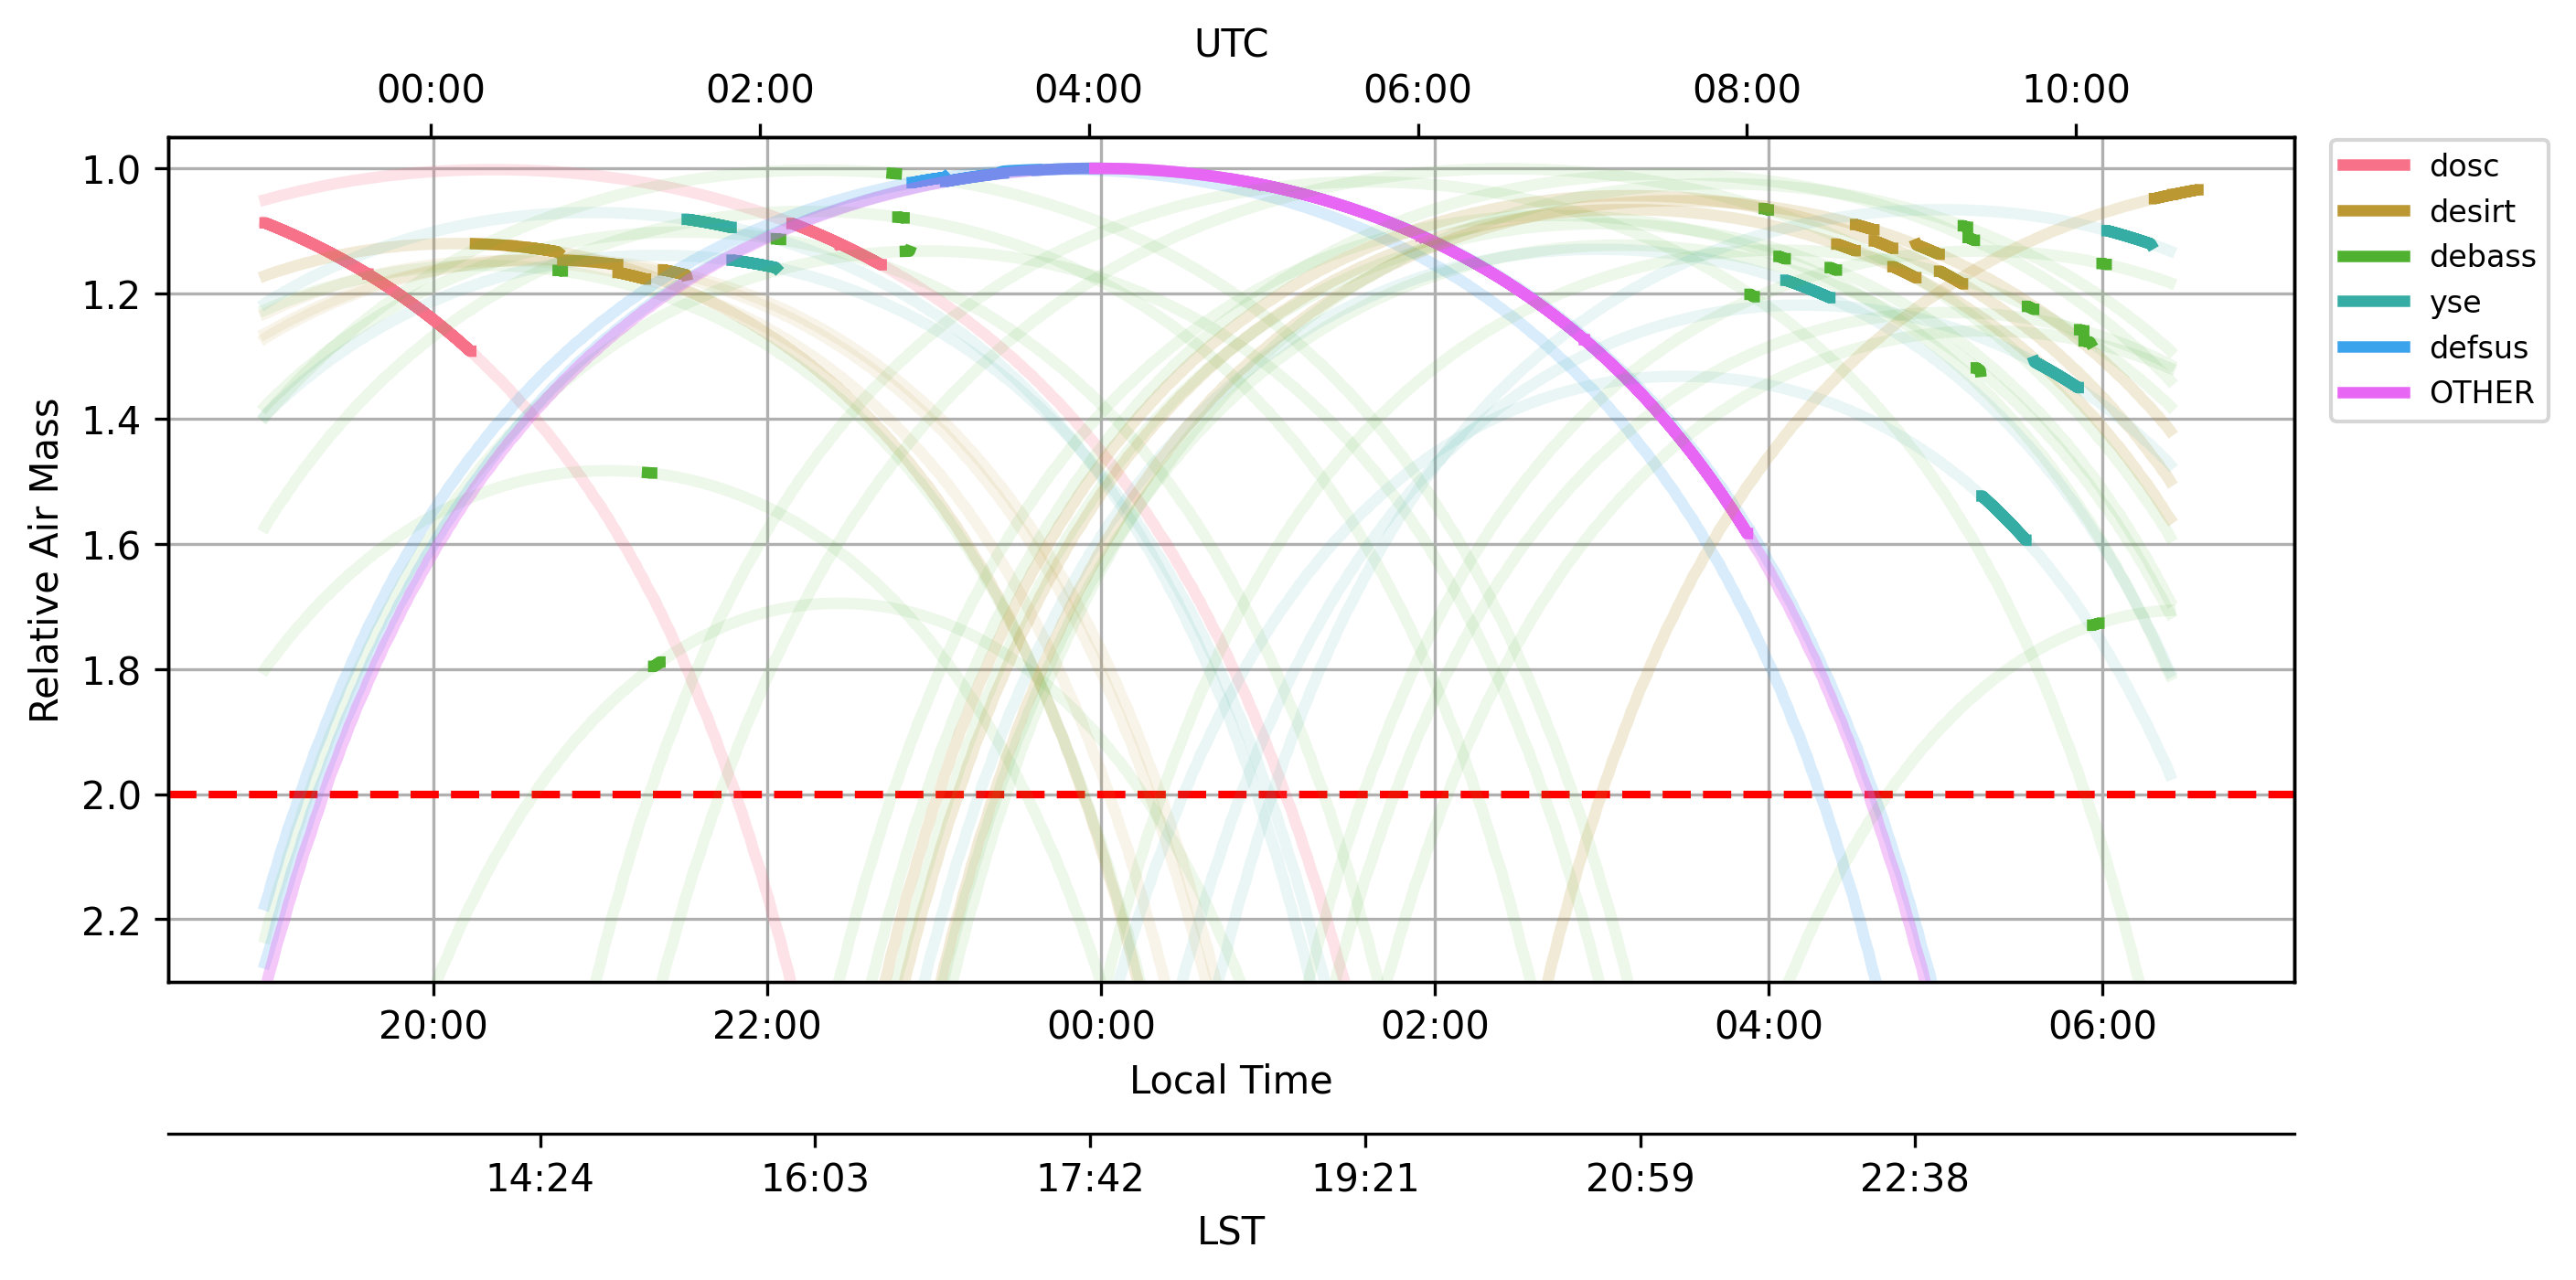 UTC
00:00 02:00 04:00 06:00 08:00 10:00
1.0
1.2
1.4
1.6
1.8
2.0
2.2
Relative Air Mass
dosc
desirt
debass
yse
defsus
OTHER
20:00 22:00 00:00 02:00 04:00 06:00
Local Time
14:24 16:03 17:42 19:21 20:59 22:38
LST